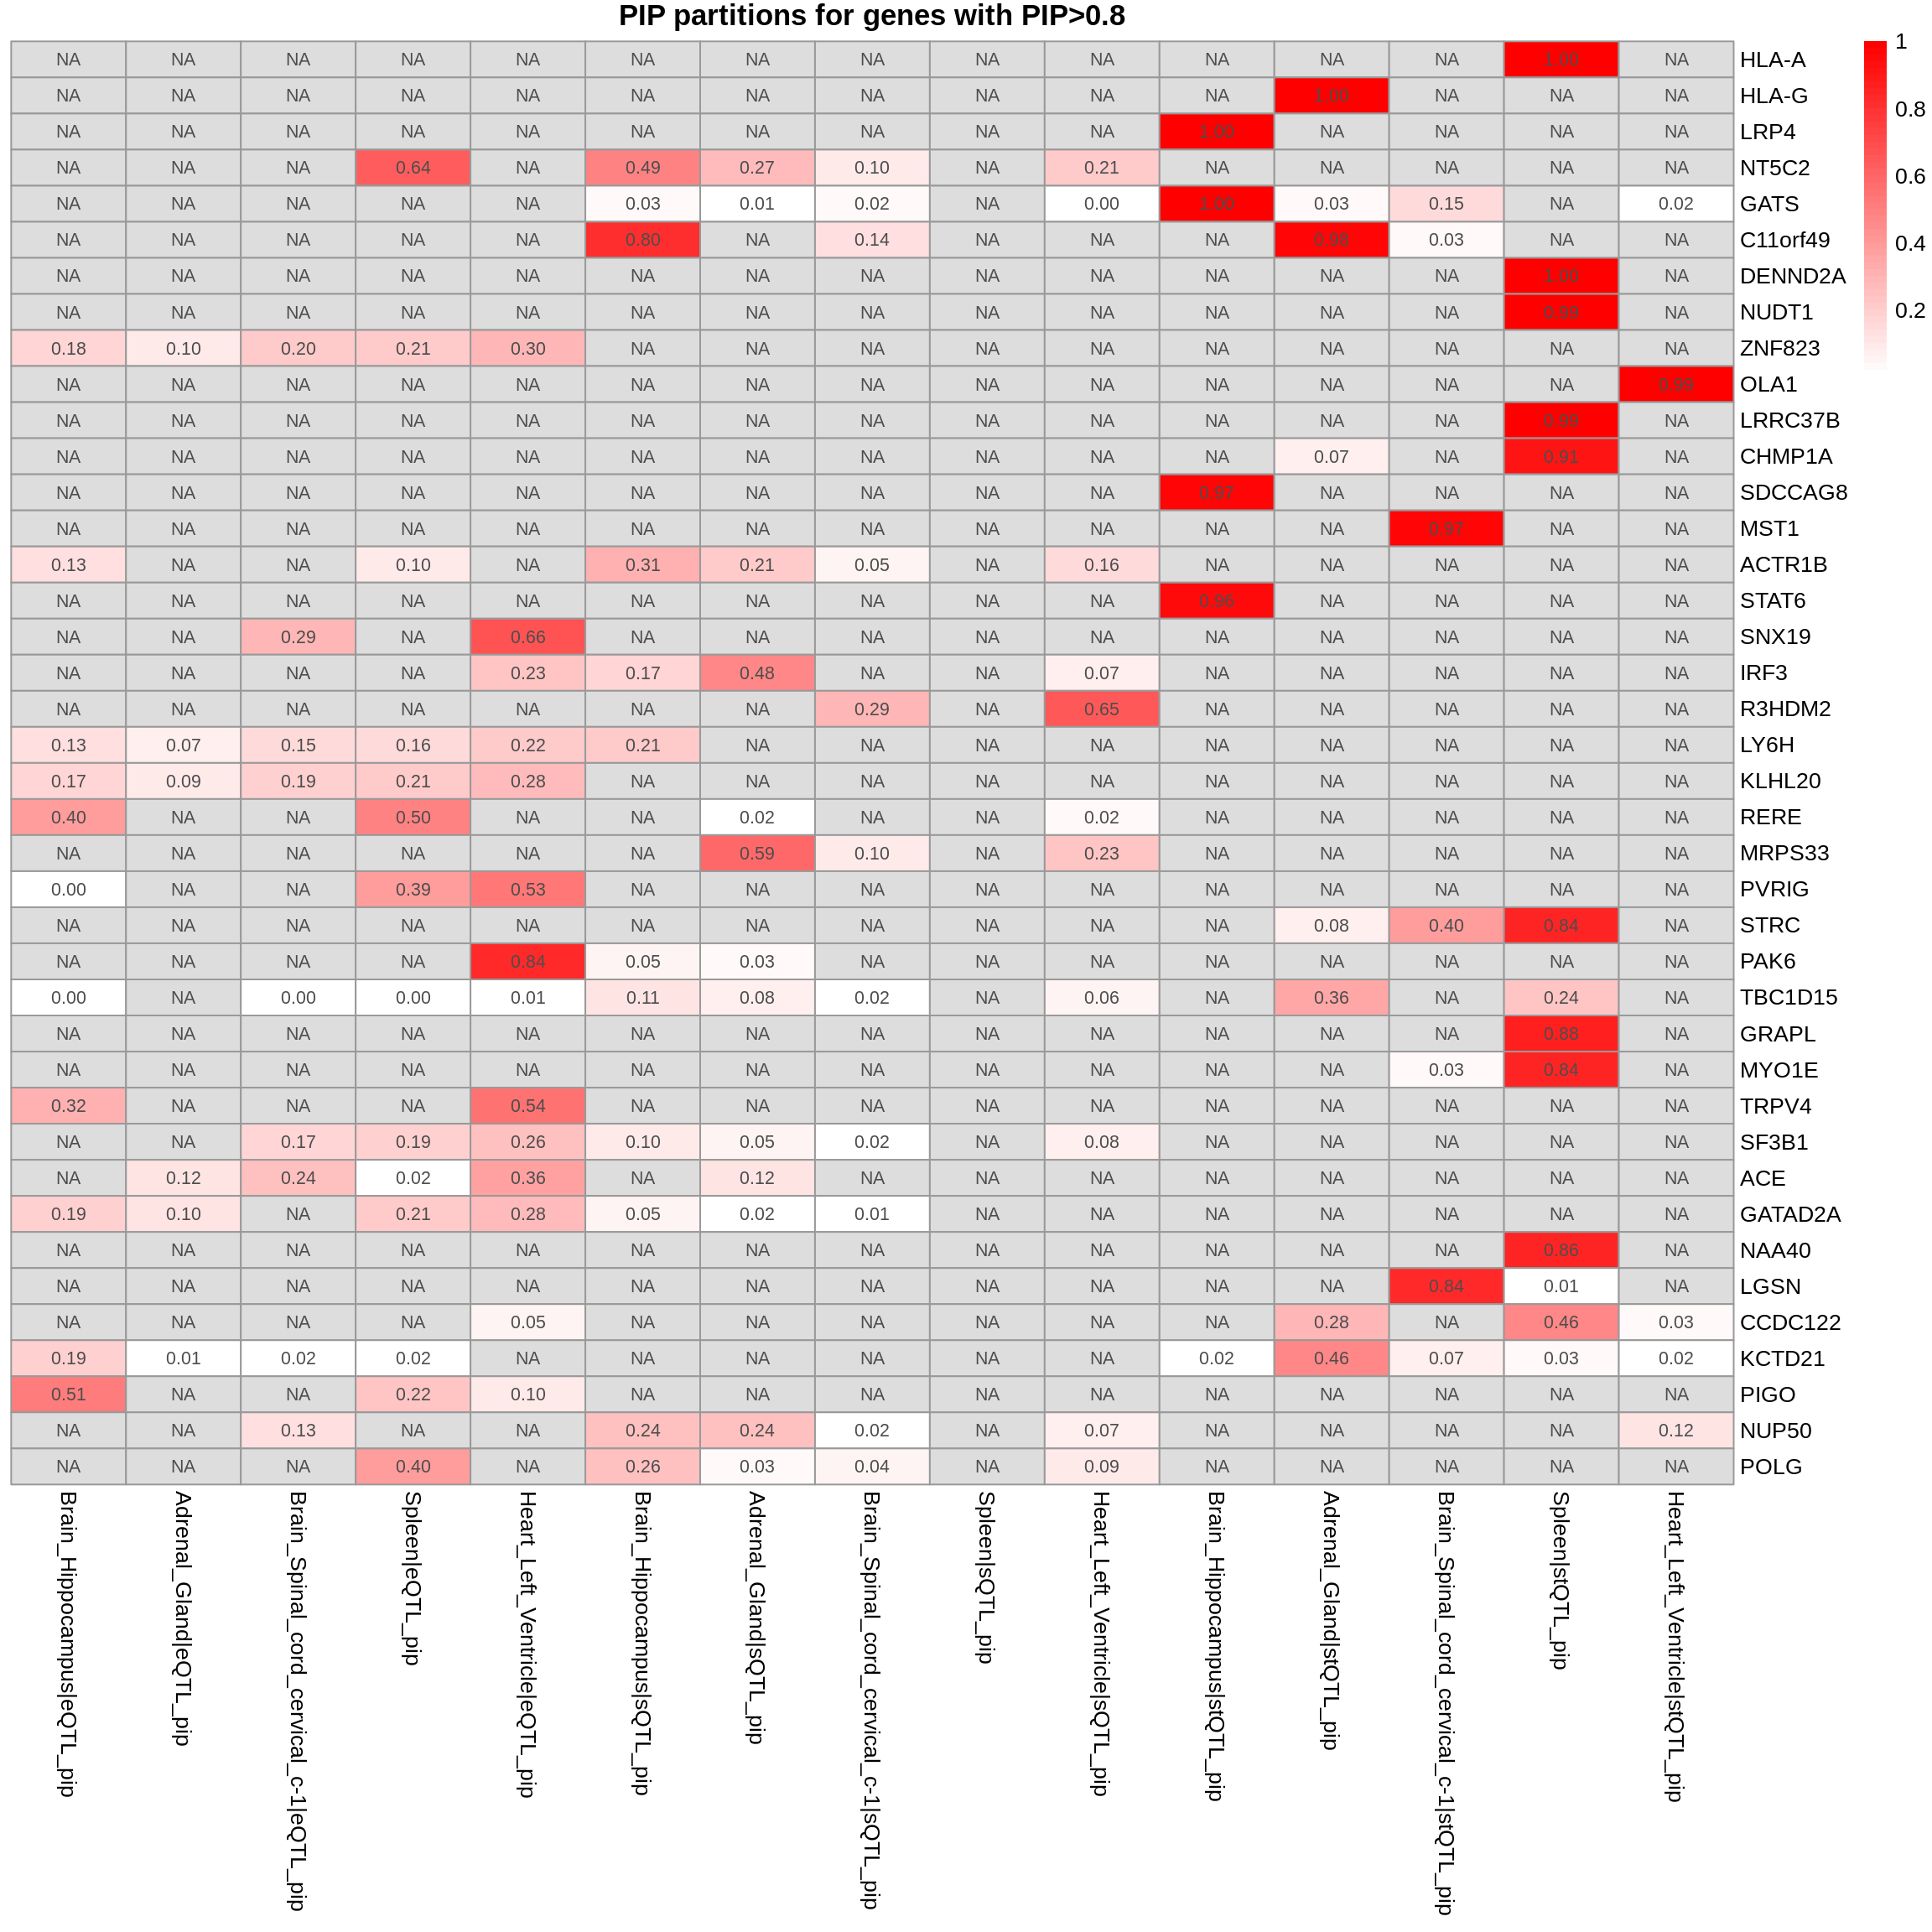 PIP partitions for genes with PIP>0.8
NA NA NA NA NA NA NA NA NA NA NA NA NA 1.00 NA HLA-A
NA NA NA NA NA NA NA NA NA NA NA 1.00 NA NA NA HLA-G
NA NA NA NA NA NA NA NA NA NA 1.00 NA NA NA NA LRP4
NA NA NA 0.64 NA 0.49 0.27 0.10 NA 0.21 NA NA NA NA NA NT5C2
NA NA NA NA NA 0.03 0.01 0.02 NA 0.00 1.00 0.03 0.15 NA 0.02 GATS
NA NA NA NA NA 0.80 NA 0.14 NA NA NA 0.98 0.03 NA NA C11orf49
NA NA NA NA NA NA NA NA NA NA NA NA NA 1.00 NA DENND2A
NA NA NA NA NA NA NA NA NA NA NA NA NA 0.99 NA NUDT1
0.18 0.10 0.20 0.21 0.30 NA NA NA NA NA NA NA NA NA NA ZNF823
NA NA NA NA NA NA NA NA NA NA NA NA NA NA 0.99 OLA1
NA NA NA NA NA NA NA NA NA NA NA NA NA 0.99 NA LRRC37B
NA NA NA NA NA NA NA NA NA NA NA 0.07 NA 0.91 NA CHMP1A
NA NA NA NA NA NA NA NA NA NA 0.97 NA NA NA NA SDCCAG8
NA NA NA NA NA NA NA NA NA NA NA NA 0.97 NA NA MST1
0.13 NA NA 0.10 NA 0.31 0.21 0.05 NA 0.16 NA NA NA NA NA ACTR1B
NA NA NA NA NA NA NA NA NA NA 0.96 NA NA NA NA STAT6
NA NA 0.29 NA 0.66 NA NA NA NA NA NA NA NA NA NA SNX19
NA NA NA NA 0.23 0.17 0.48 NA NA 0.07 NA NA NA NA NA IRF3
NA NA NA NA NA NA NA 0.29 NA 0.65 NA NA NA NA NA R3HDM2
0.13 0.07 0.15 0.16 0.22 0.21 NA NA NA NA NA NA NA NA NA LY6H
0.17 0.09 0.19 0.21 0.28 NA NA NA NA NA NA NA NA NA NA KLHL20
0.40 NA NA 0.50 NA NA 0.02 NA NA 0.02 NA NA NA NA NA RERE
NA NA NA NA NA NA 0.59 0.10 NA 0.23 NA NA NA NA NA MRPS33
0.00 NA NA 0.39 0.53 NA NA NA NA NA NA NA NA NA NA PVRIG
NA NA NA NA NA NA NA NA NA NA NA 0.08 0.40 0.84 NA STRC
NA NA NA NA 0.84 0.05 0.03 NA NA NA NA NA NA NA NA PAK6
0.00 NA 0.00 0.00 0.01 0.11 0.08 0.02 NA 0.06 NA 0.36 NA 0.24 NA TBC1D15
NA NA NA NA NA NA NA NA NA NA NA NA NA 0.88 NA GRAPL
NA NA NA NA NA NA NA NA NA NA NA NA 0.03 0.84 NA MYO1E
0.32 NA NA NA 0.54 NA NA NA NA NA NA NA NA NA NA TRPV4
NA NA 0.17 0.19 0.26 0.10 0.05 0.02 NA 0.08 NA NA NA NA NA SF3B1
NA 0.12 0.24 0.02 0.36 NA 0.12 NA NA NA NA NA NA NA NA ACE
0.19 0.10 NA 0.21 0.28 0.05 0.02 0.01 NA NA NA NA NA NA NA GATAD2A
NA NA NA NA NA NA NA NA NA NA NA NA NA 0.86 NA NAA40
NA NA NA NA NA NA NA NA NA NA NA NA 0.84 0.01 NA LGSN
NA NA NA NA 0.05 NA NA NA NA NA NA 0.28 NA 0.46 0.03 CCDC122
0.19 0.01 0.02 0.02 NA NA NA NA NA NA 0.02 0.46 0.07 0.03 0.02 KCTD21
0.51 NA NA 0.22 0.10 NA NA NA NA NA NA NA NA NA NA PIGO
NA NA 0.13 NA NA 0.24 0.24 0.02 NA 0.07 NA NA NA NA 0.12 NUP50
NA NA NA 0.40 NA 0.26 0.03 0.04 NA 0.09 NA NA NA NA NA POLG
Brain_Hippocampus|eQTL_pip
Adrenal_Gland|eQTL_pip
Brain_Spinal_cord_cervical_c-1|eQTL_pip
Spleen|eQTL_pip
Heart_Left_Ventricle|eQTL_pip
Brain_Hippocampus|sQTL_pip
Adrenal_Gland|sQTL_pip
Brain_Spinal_cord_cervical_c-1|sQTL_pip
Spleen|sQTL_pip
Heart_Left_Ventricle|sQTL_pip
Brain_Hippocampus|stQTL_pip
Adrenal_Gland|stQTL_pip
Brain_Spinal_cord_cervical_c-1|stQTL_pip
Spleen|stQTL_pip
Heart_Left_Ventricle|stQTL_pip
1
0.8
0.6
0.4
0.2